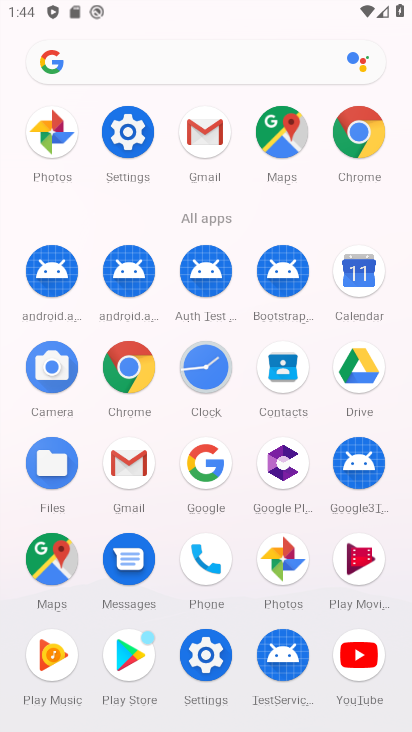 1:44
Photos Settings Gmail Maps Chrome
All apps
android.a... android.a... Auth Test ... Bootstrap... Calendar
Camera Chrome Clock Contacts Drive
Files Gmail Google Google Pl... Google3T...
Maps Messages Phone Photos Play Movi...
Play Music Play Store Settings TestServic... YouTube